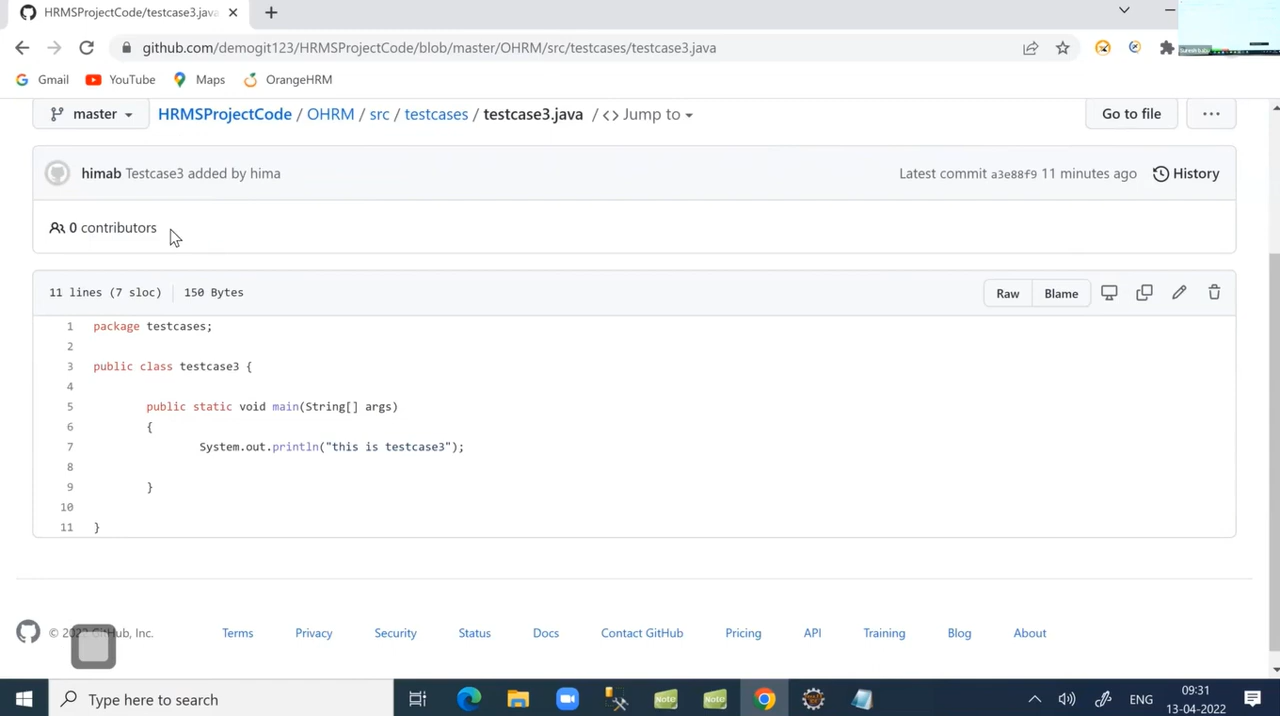 HRMSProjectCode/testcase3.java
github.com/demogit123/HRMSProjectCode/blob/master/OHRM/src/testcases/testcase3.java
Gmail YouTube Maps OrangeHRM
master HRMSProjectCode / OHRM / src / testcases / testcase3.java / <> Jump to Go to file ...
himab Testcase3 added by hima Latest commit a3e88f9 11 minutes ago History
0 contributors
11 lines (7 sloc) 150 Bytes Raw Blame
1 package testcases;
2
3 public class testcase3 {
4
5 public static void main(String[] args)
6 {
7 System.out.println("this is testcase3");
8
9 }
10
11 }
© 2022 GitHub, Inc. Terms Privacy Security Status Docs Contact GitHub Pricing API Training Blog About
Type here to search Note Note ENG 09:31
13-04-2022